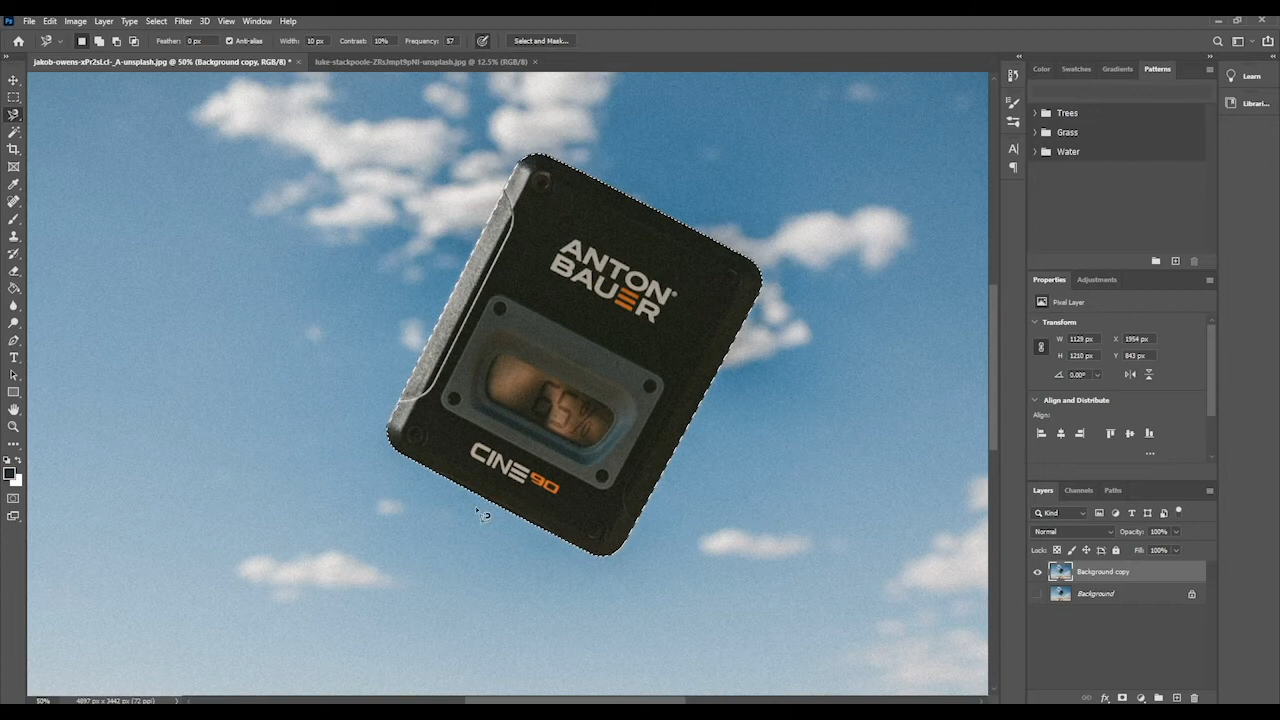 Ps File Edit Image Layer Type Select Filter 3D View Window Help
Feather: 0 px Anti-alias Width: 10 px Contrast: 10% Frequency: 57 Select and Mask...
jakob-owens-xPr2sLcl-_A-unsplash.jpg @ 50% (Background copy, RGB/8) * × luke-stackpoole-ZRsJmpt9pNI-unsplash.jpg @ 12.5% (RGB/8) ×
Color Swatches Gradients Patterns
Learn
Librari...
Trees
Grass
Water
ANTON
BAUER
CINE90
Properties Adjustments
Pixel Layer
Transform
W 1129 px X 1954 px
H 1210 px Y 843 px
0.00°
Align and Distribute
Align:
Layers Channels Paths
Kind
Normal Opacity: 100%
Lock: Fill: 100%
Background copy
Background
50% 4897 px x 3442 px (72 ppi)